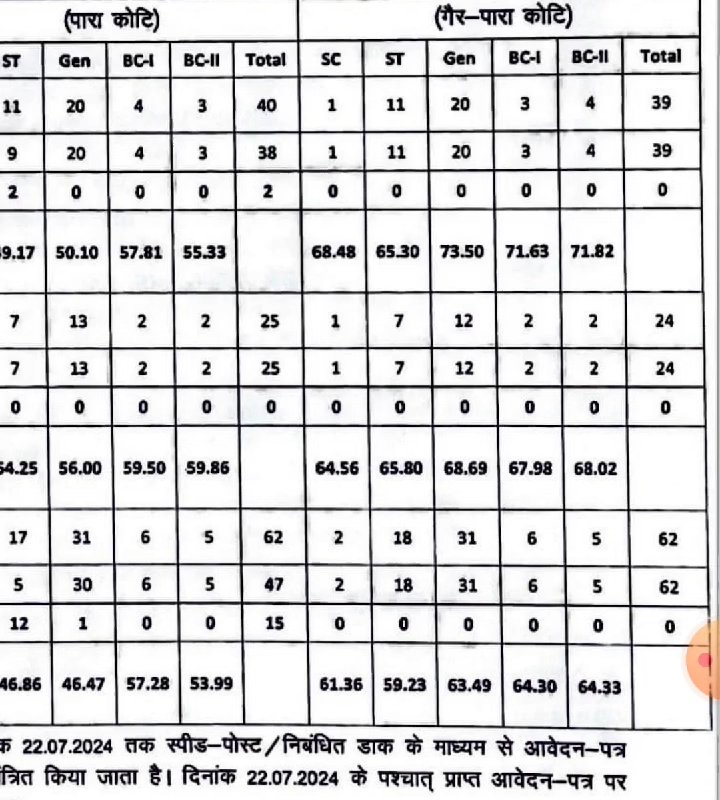 (पारा कोटि) (गैर–पारा कोटि)
ST Gen BC-I BC-II Total SC ST Gen BC-I BC-II Total
11 20 4 3 40 1 11 20 3 4 39
9 20 4 3 38 1 11 20 3 4 39
2 0 0 0 2 0 0 0 0 0 0
9.17 50.10 57.81 55.33 68.48 65.30 73.50 71.63 71.82
7 13 2 2 25 1 7 12 2 2 24
7 13 2 2 25 1 7 12 2 2 24
0 0 0 0 0 0 0 0 0 0 0
4.25 56.00 59.50 59.86 64.56 65.80 68.69 67.98 68.02
17 31 6 5 62 2 18 31 6 5 62
5 30 6 5 47 2 18 31 6 5 62
12 1 0 0 15 0 0 0 0 0 0
46.86 46.47 57.28 53.99 61.36 59.23 63.49 64.30 64.33
क 22.07.2024 तक स्पीड–पोस्ट/निबंधित डाक के माध्यम से आवेदन–पत्र
त्रित किया जाता है। दिनांक 22.07.2024 के पश्चात् प्राप्त आवेदन–पत्र पर